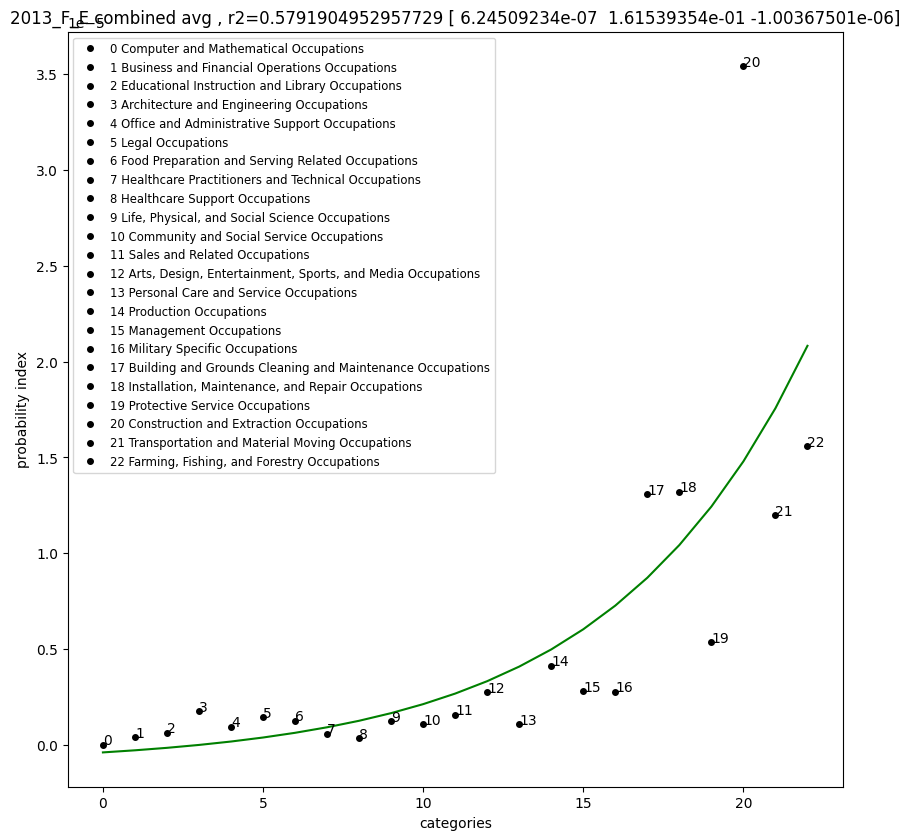 2013_F_E combined avg , r2=0.5791904952957729 [ 6.24509234e-07  1.61539354e-01 -1.00367501e-06]
1e−5
0 Computer and Mathematical Occupations
1 Business and Financial Operations Occupations
2 Educational Instruction and Library Occupations
3 Architecture and Engineering Occupations
4 Office and Administrative Support Occupations
5 Legal Occupations
6 Food Preparation and Serving Related Occupations
7 Healthcare Practitioners and Technical Occupations
8 Healthcare Support Occupations
9 Life, Physical, and Social Science Occupations
10 Community and Social Service Occupations
11 Sales and Related Occupations
12 Arts, Design, Entertainment, Sports, and Media Occupations
13 Personal Care and Service Occupations
14 Production Occupations
15 Management Occupations
16 Military Specific Occupations
17 Building and Grounds Cleaning and Maintenance Occupations
18 Installation, Maintenance, and Repair Occupations
19 Protective Service Occupations
20 Construction and Extraction Occupations
21 Transportation and Material Moving Occupations
22 Farming, Fishing, and Forestry Occupations
probability index
3.5
3.0
2.5
2.0
1.5
1.0
0.5
0.0
0
1
2
3
4
5
6
7
8
9
10
11
12
13
14
15
16
17
18
19
20
21
22
0
5
10
15
20
categories